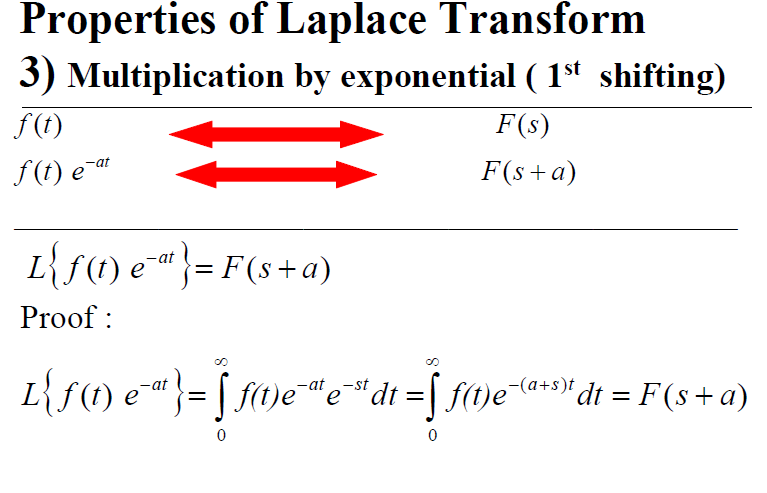 Properties of Laplace Transform
3) Multiplication by exponential ( 1st shifting)
f(t) F(s)
f(t) e^{-at} F(s+a)
L{f(t) e^{-at}}= F(s+a)
Proof :
L{f(t) e^{-at}}= ∫_0^∞ f(t)e^{-at}e^{-st}dt =∫_0^∞ f(t)e^{-(a+s)t}dt = F(s+a)